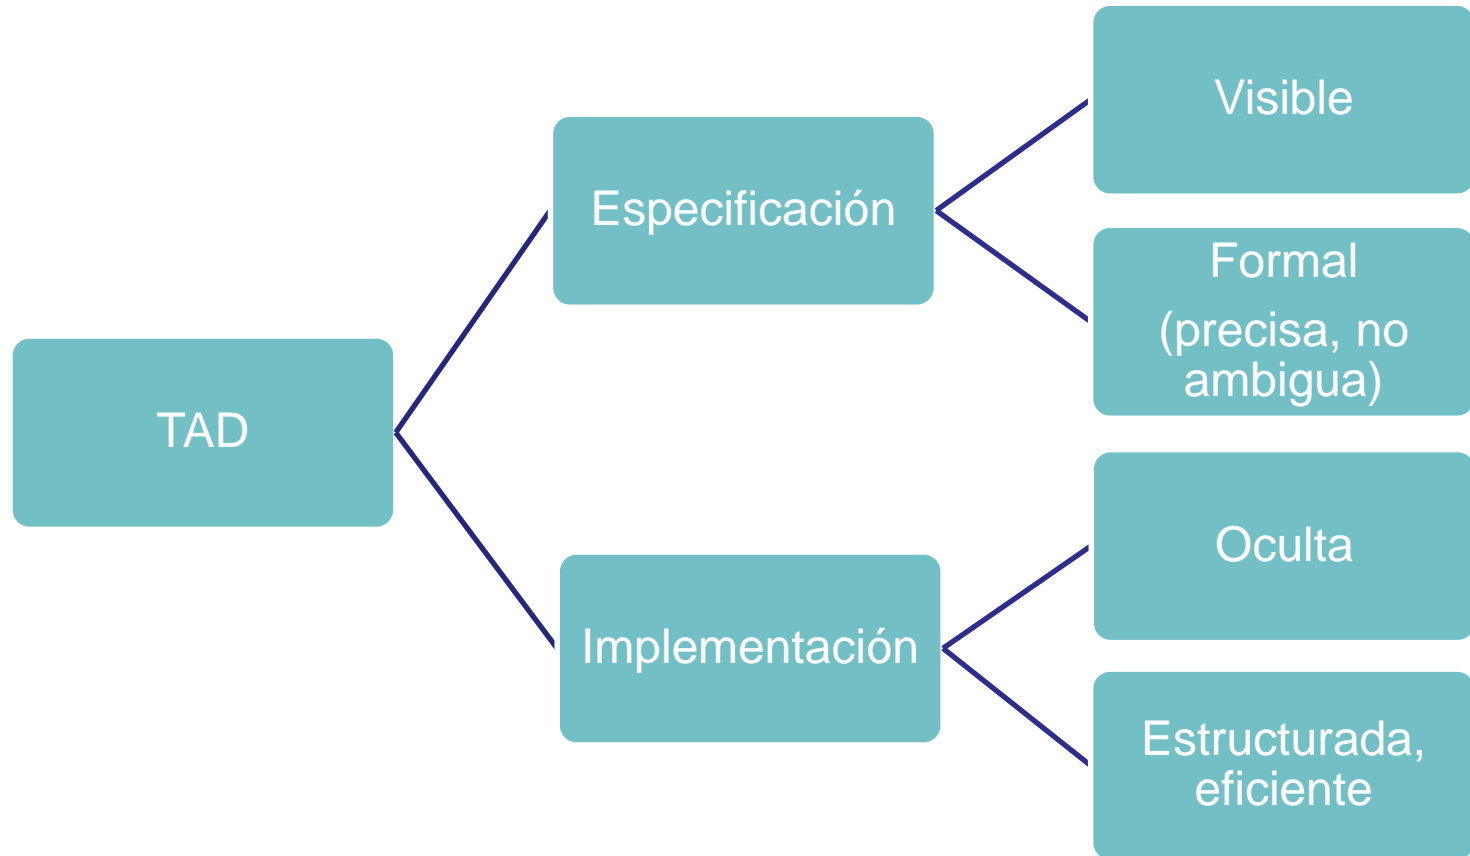 TAD
Especificación
Visible
Formal
(precisa, no
ambigua)
Implementación
Oculta
Estructurada,
eficiente